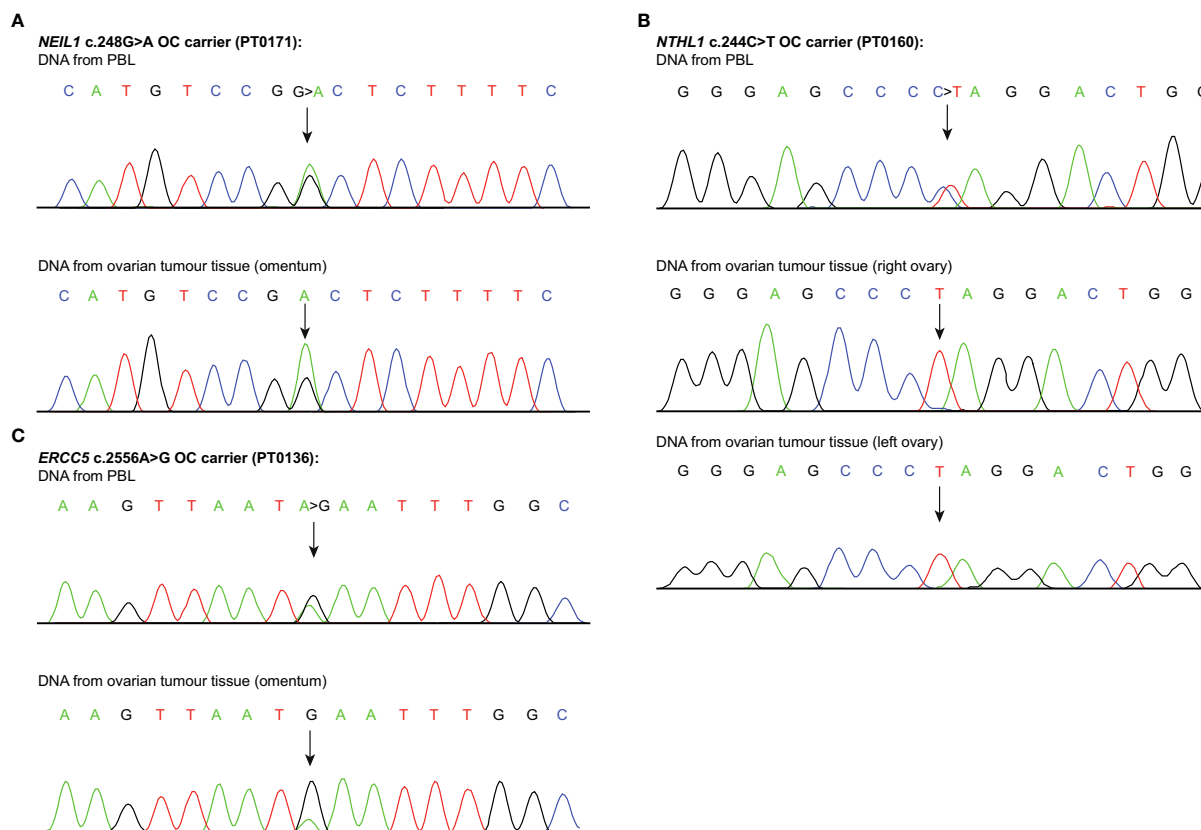 A
NEIL1 c.248G>A OC carrier (PT0171):
DNA from PBL
C A T G T C C G G>A C T C T T T T C
DNA from ovarian tumour tissue (omentum)
C A T G T C C G A C T C T T T T C
B
NTHL1 c.244C>T OC carrier (PT0160):
DNA from PBL
G G G A G C C C C>T A G G A C T G G
DNA from ovarian tumour tissue (right ovary)
G G G A G C C C T A G G A C T G G
DNA from ovarian tumour tissue (left ovary)
G G G A G C C C T A G G A C T G G
C
ERCC5 c.2556A>G OC carrier (PT0136):
DNA from PBL
A A G T T A A T A>G A A T T T G G C
DNA from ovarian tumour tissue (omentum)
A A G T T A A T G A A T T T G G C